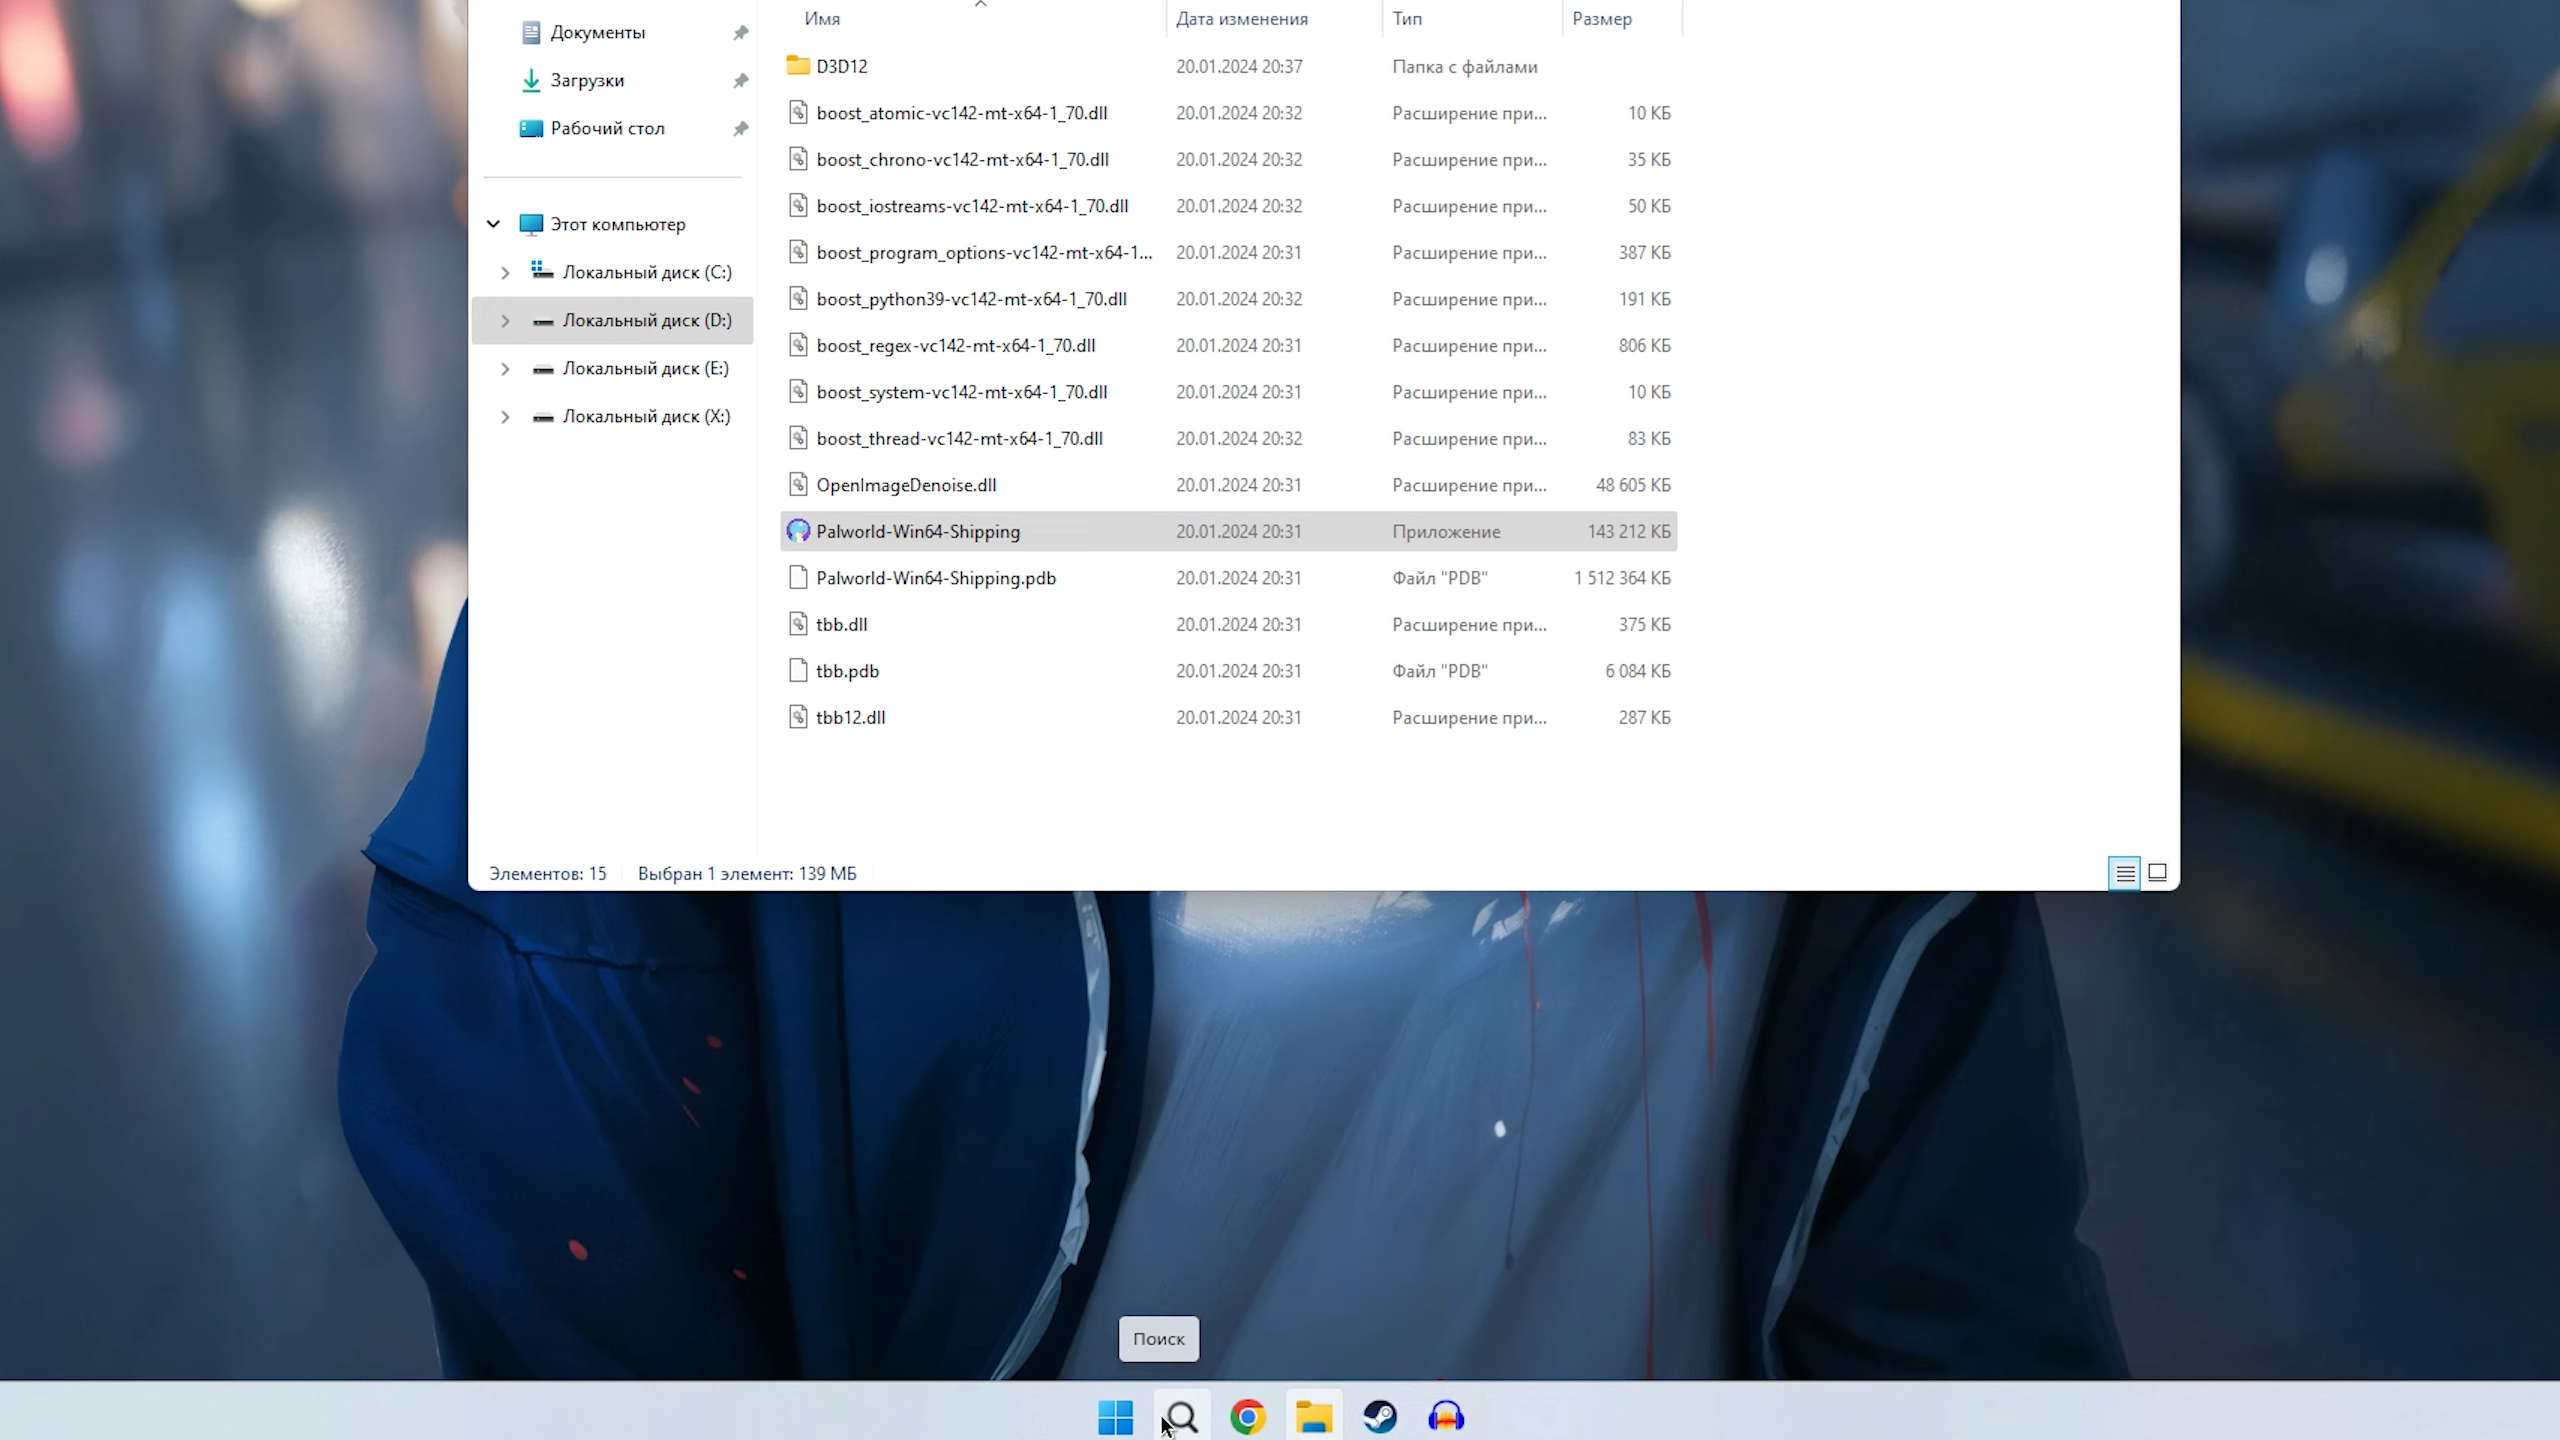 Имя Дата изменения Тип Размер
Документы
Загрузки
Рабочий стол
Этот компьютер
Локальный диск (C:)
Локальный диск (D:)
Локальный диск (E:)
Локальный диск (X:)
D3D12 20.01.2024 20:37 Папка с файлами
boost_atomic-vc142-mt-x64-1_70.dll 20.01.2024 20:32 Расширение при... 10 КБ
boost_chrono-vc142-mt-x64-1_70.dll 20.01.2024 20:32 Расширение при... 35 КБ
boost_iostreams-vc142-mt-x64-1_70.dll 20.01.2024 20:32 Расширение при... 50 КБ
boost_program_options-vc142-mt-x64-1... 20.01.2024 20:31 Расширение при... 387 КБ
boost_python39-vc142-mt-x64-1_70.dll 20.01.2024 20:32 Расширение при... 191 КБ
boost_regex-vc142-mt-x64-1_70.dll 20.01.2024 20:31 Расширение при... 806 КБ
boost_system-vc142-mt-x64-1_70.dll 20.01.2024 20:31 Расширение при... 10 КБ
boost_thread-vc142-mt-x64-1_70.dll 20.01.2024 20:32 Расширение при... 83 КБ
OpenImageDenoise.dll 20.01.2024 20:31 Расширение при... 48 605 КБ
Palworld-Win64-Shipping 20.01.2024 20:31 Приложение 143 212 КБ
Palworld-Win64-Shipping.pdb 20.01.2024 20:31 Файл "PDB" 1 512 364 КБ
tbb.dll 20.01.2024 20:31 Расширение при... 375 КБ
tbb.pdb 20.01.2024 20:31 Файл "PDB" 6 084 КБ
tbb12.dll 20.01.2024 20:31 Расширение при... 287 КБ
Элементов: 15 Выбран 1 элемент: 139 МБ
Поиск